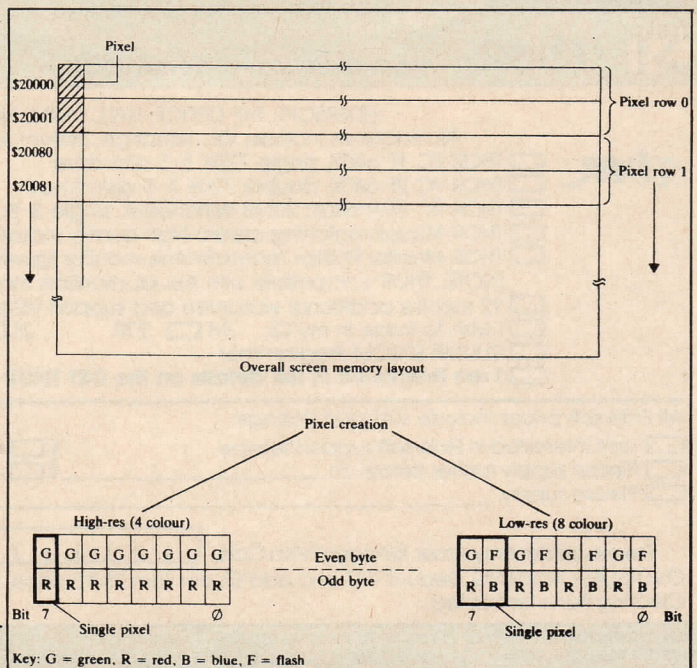 Pixel
$20000
$20001
Pixel row 0
$20080
$20081
Pixel row 1
Overall screen memory layout
Pixel creation
High-res (4 colour)
Low-res (8 colour)
G G G G G G G G
Even byte
G F G F G F G F
R R R R R R R R
Odd byte
R B R B R B R B
Bit 7 Ø
7 Ø Bit
Single pixel
Single pixel
Key: G = green, R = red, B = blue, F = flash